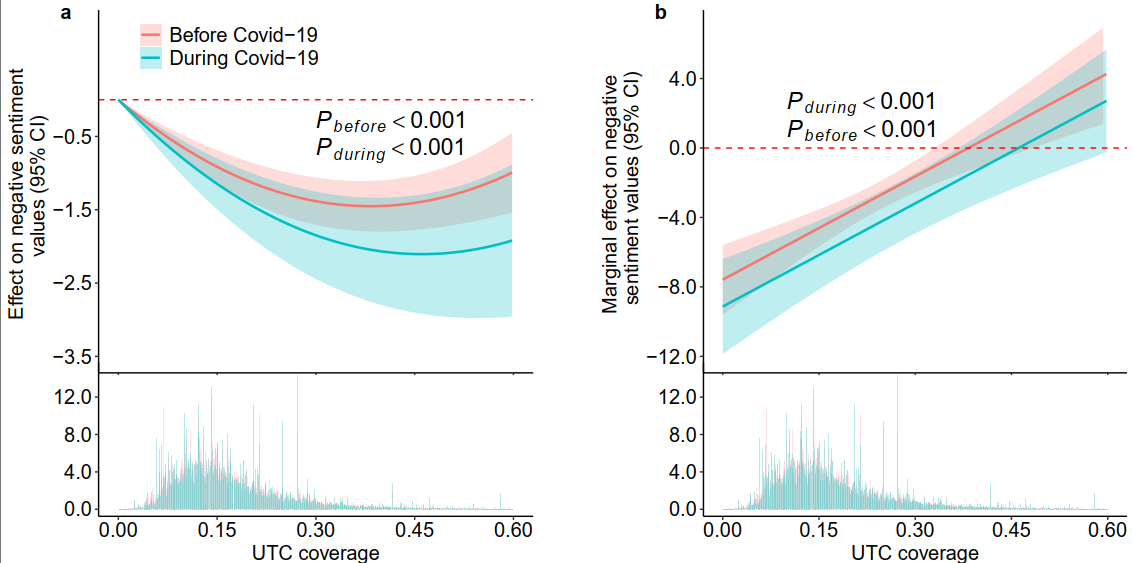 a
Before Covid−19
During Covid−19
Effect on negative sentiment
values (95% CI)
−0.5
−1.5
−2.5
−3.5
P before < 0.001
P during < 0.001
12.0
8.0
4.0
0.0
0.00 0.15 0.30 0.45 0.60
UTC coverage
b
Marginal effect on negative
sentiment values (95% CI)
4.0
0.0
−4.0
−8.0
−12.0
P during < 0.001
P before < 0.001
12.0
8.0
4.0
0.0
0.00 0.15 0.30 0.45 0.60
UTC coverage